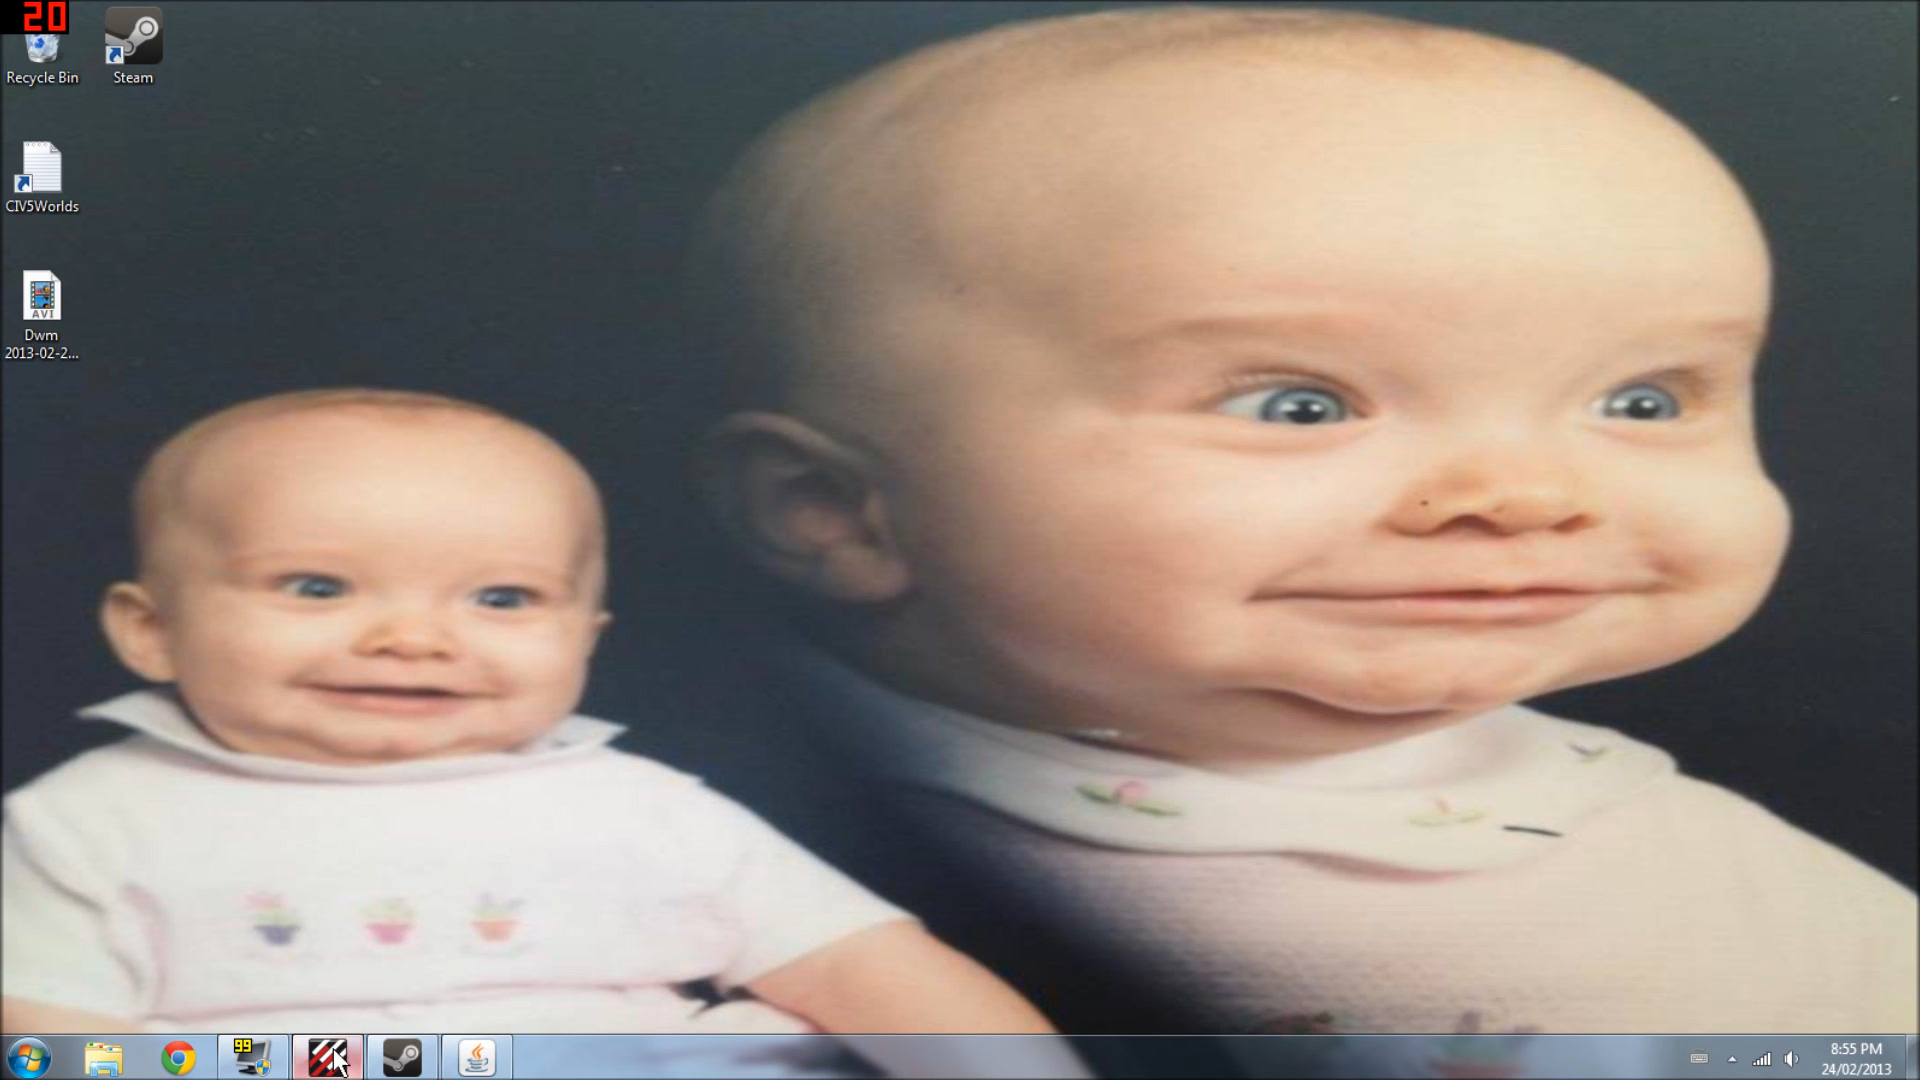 20
Recycle Bin
Steam
CIV5Worlds
AVI
Dwm
2013-02-2...
99
8:55 PM
24/02/2013